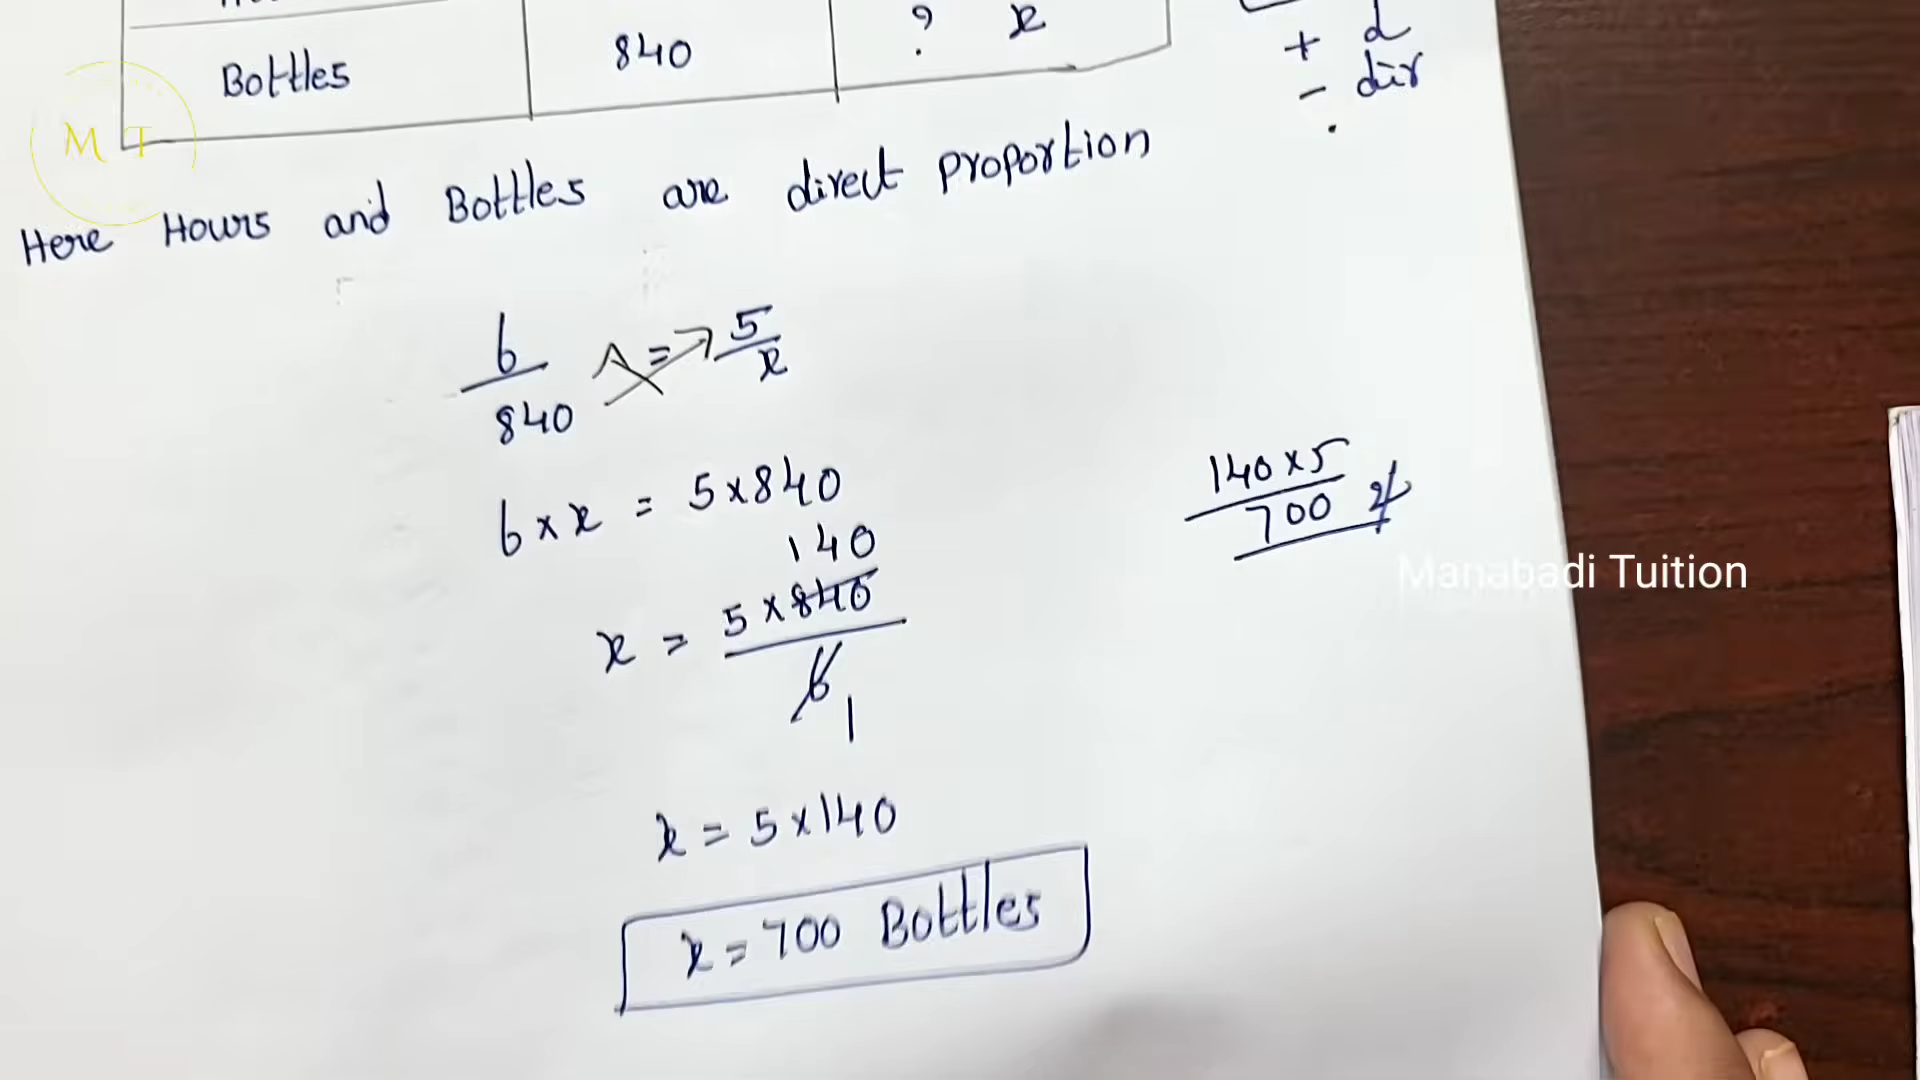 Bottles 840 ? x
+ d
- dir
M T
Here Hours and Bottles are direct proportion
6/840 = 5/x
6 × x = 5×840
140
x = 5×840/6
1
140×5
700
Manabadi Tuition
x = 5×140
x = 700 Bottles